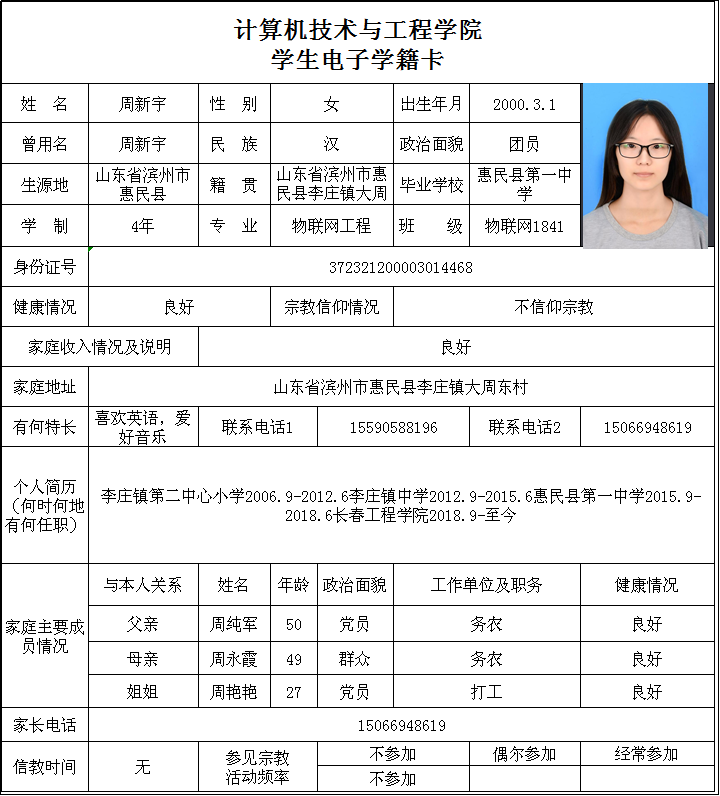 计算机技术与工程学院
学生电子学籍卡
姓 名 周新宇 性 别 女 出生年月 2000.3.1
曾用名 周新宇 民 族 汉 政治面貌 团员
生源地 山东省滨州市惠民县 籍 贯 山东省滨州市惠民县李庄镇大周 毕业学校 惠民县第一中学
学 制 4年 专 业 物联网工程 班 级 物联网1841
身份证号 372321200003014468
健康情况 良好 宗教信仰情况 不信仰宗教
家庭收入情况及说明 良好
家庭地址 山东省滨州市惠民县李庄镇大周东村
有何特长 喜欢英语，爱好音乐 联系电话1 15590588196 联系电话2 15066948619
个人简历
（何时何地
有何任职）
李庄镇第二中心小学2006.9-2012.6李庄镇中学2012.9-2015.6惠民县第一中学2015.9-
2018.6长春工程学院2018.9-至今
家庭主要成
员情况
与本人关系 姓名 年龄 政治面貌 工作单位及职务 健康情况
父亲 周纯军 50 党员 务农 良好
母亲 周永霞 49 群众 务农 良好
姐姐 周艳艳 27 党员 打工 良好
家长电话 15066948619
信教时间 无 参见宗教
活动频率
不参加 偶尔参加 经常参加
不参加